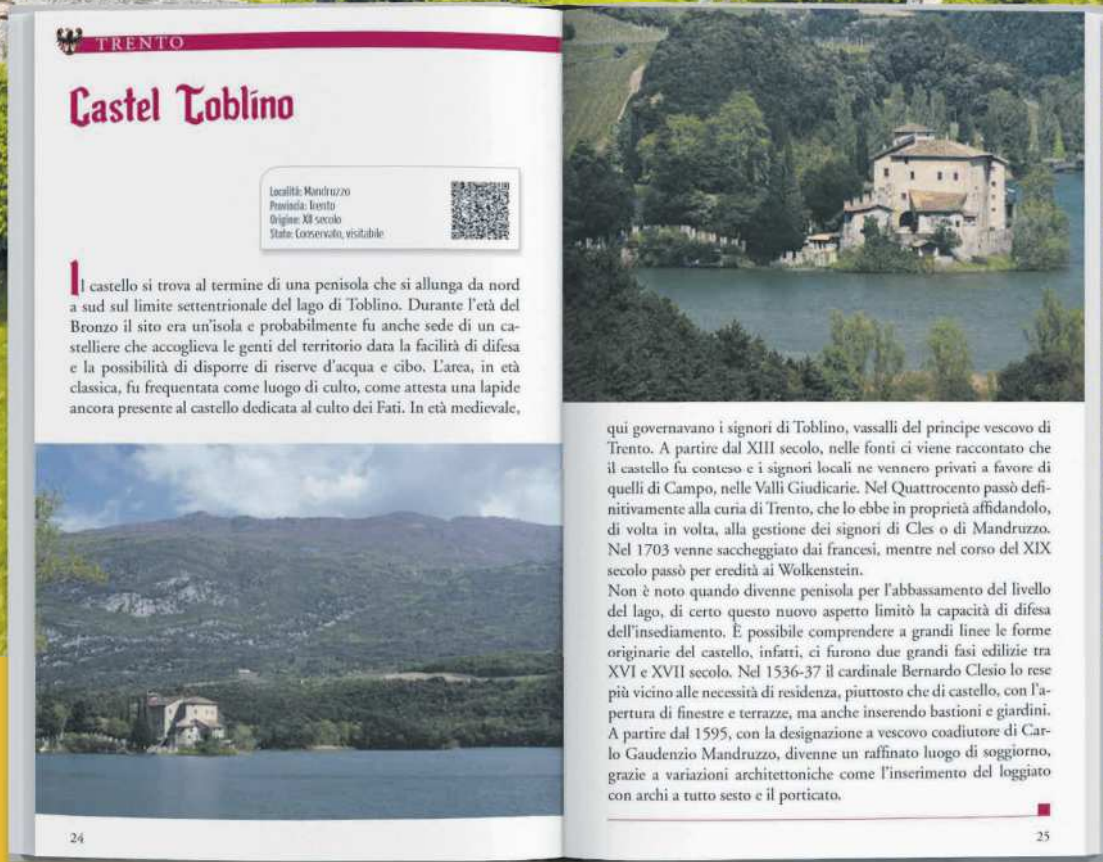 TRENTO
Castel Toblino
Località: Mandruzzo
Provincia: Trento
Origine: XII secolo
Stato: Conservato, visitabile
Il castello si trova al termine di una penisola che si allunga da nord
a sud sul limite settentrionale del lago di Toblino. Durante l'età del
Bronzo il sito era un'isola e probabilmente fu anche sede di un ca-
stelliere che accoglieva le genti del territorio data la facilità di difesa
e la possibilità di disporre di riserve d'acqua e cibo. L'area, in età
classica, fu frequentata come luogo di culto, come attesta una lapide
ancora presente al castello dedicata al culto dei Fati. In età medievale,
24
qui governavano i signori di Toblino, vassalli del principe vescovo di
Trento. A partire dal XIII secolo, nelle fonti ci viene raccontato che
il castello fu conteso e i signori locali ne vennero privati a favore di
quelli di Campo, nelle Valli Giudicarie. Nel Quattrocento passò defi-
nitivamente alla curia di Trento, che lo ebbe in proprietà affidandolo,
di volta in volta, alla gestione dei signori di Cles o di Mandruzzo.
Nel 1703 venne saccheggiato dai francesi, mentre nel corso del XIX
secolo passò per eredità ai Wolkenstein.
Non è noto quando divenne penisola per l'abbassamento del livello
del lago, di certo questo nuovo aspetto limitò la capacità di difesa
dell'insediamento. È possibile comprendere a grandi linee le forme
originarie del castello, infatti, ci furono due grandi fasi edilizie tra
XVI e XVII secolo. Nel 1536-37 il cardinale Bernardo Clesio lo rese
più vicino alle necessità di residenza, piuttosto che di castello, con l'a-
pertura di finestre e terrazze, ma anche inserendo bastioni e giardini.
A partire dal 1595, con la designazione a vescovo coadiutore di Car-
lo Gaudenzio Mandruzzo, divenne un raffinato luogo di soggiorno,
grazie a variazioni architettoniche come l'inserimento del loggiato
con archi a tutto sesto e il porticato.
25